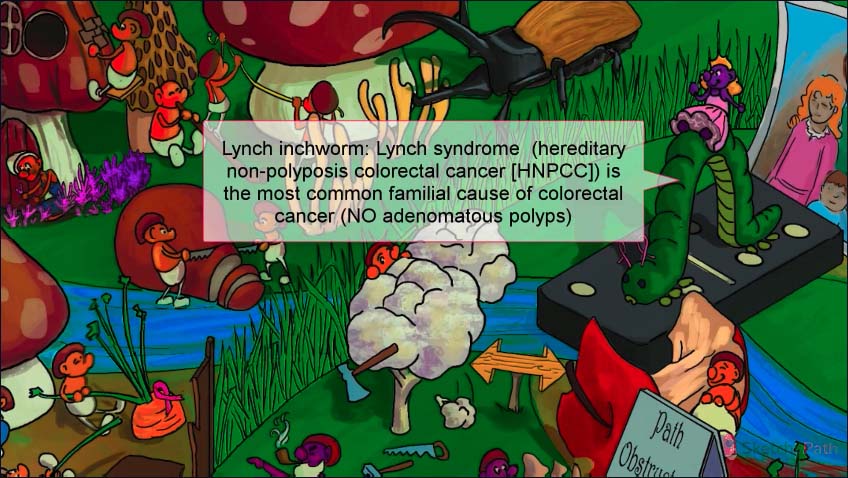 Lynch inchworm: Lynch syndrome (hereditary
non-polyposis colorectal cancer [HNPCC]) is
the most common familial cause of colorectal
cancer (NO adenomatous polyps)
Path
Obstruct
SketchyPath